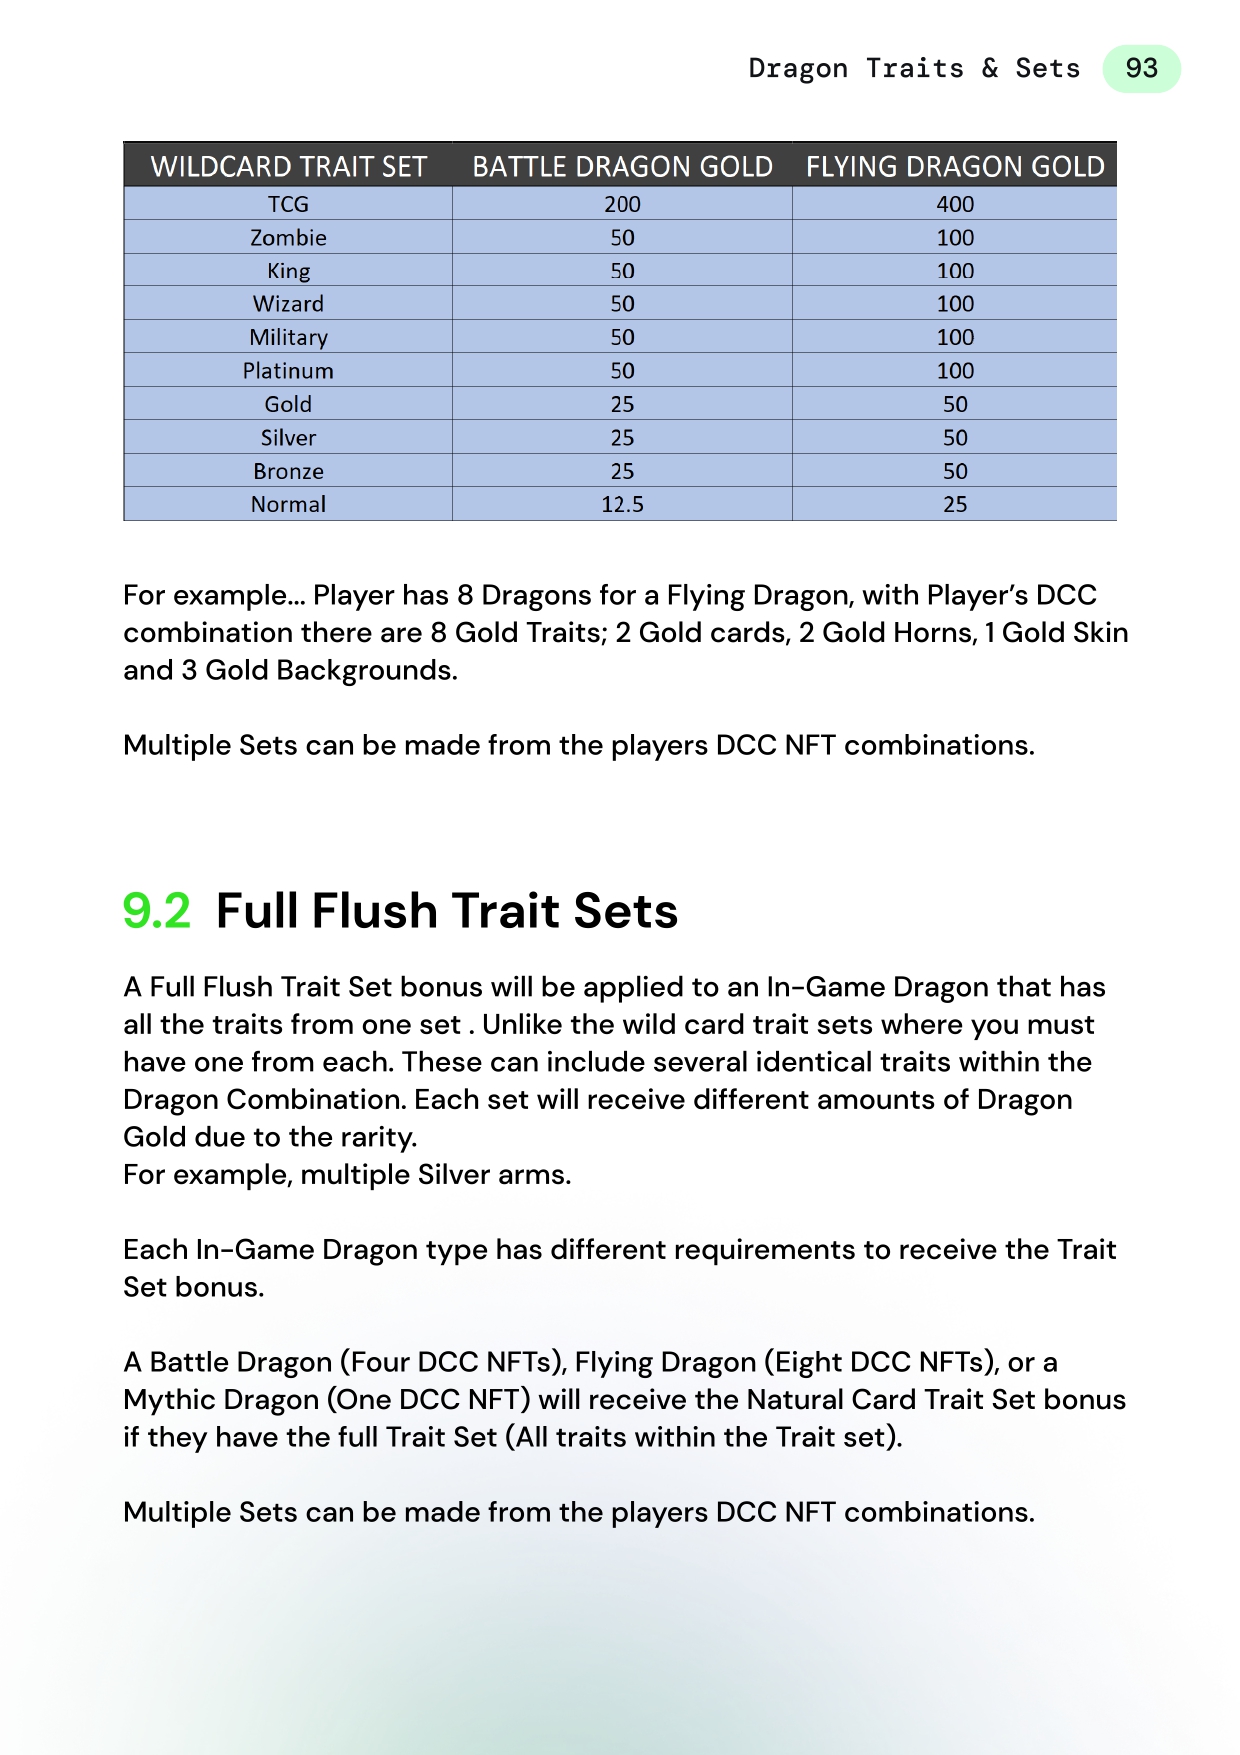 Dragon Traits & Sets 93
WILDCARD TRAIT SET BATTLE DRAGON GOLD FLYING DRAGON GOLD
TCG 200 400
Zombie 50 100
King 50 100
Wizard 50 100
Military 50 100
Platinum 50 100
Gold 25 50
Silver 25 50
Bronze 25 50
Normal 12.5 25
For example... Player has 8 Dragons for a Flying Dragon, with Player’s DCC
combination there are 8 Gold Traits; 2 Gold cards, 2 Gold Horns, 1 Gold Skin
and 3 Gold Backgrounds.
Multiple Sets can be made from the players DCC NFT combinations.
9.2 Full Flush Trait Sets
A Full Flush Trait Set bonus will be applied to an In-Game Dragon that has
all the traits from one set . Unlike the wild card trait sets where you must
have one from each. These can include several identical traits within the
Dragon Combination. Each set will receive different amounts of Dragon
Gold due to the rarity.
For example, multiple Silver arms.
Each In-Game Dragon type has different requirements to receive the Trait
Set bonus.
A Battle Dragon (Four DCC NFTs), Flying Dragon (Eight DCC NFTs), or a
Mythic Dragon (One DCC NFT) will receive the Natural Card Trait Set bonus
if they have the full Trait Set (All traits within the Trait set).
Multiple Sets can be made from the players DCC NFT combinations.